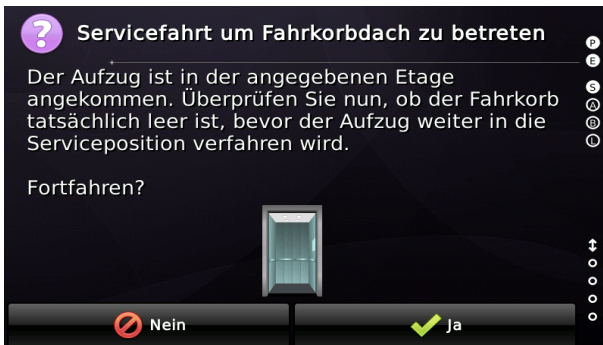 ?
Servicefahrt um Fahrkorbdach zu betreten
Der Aufzug ist in der angegebenen Etage
angekommen. Überprüfen Sie nun, ob der Fahrkorb
tatsächlich leer ist, bevor der Aufzug weiter in die
Serviceposition verfahren wird.
Fortfahren?
Nein
Ja
P
E
S
A
B
L